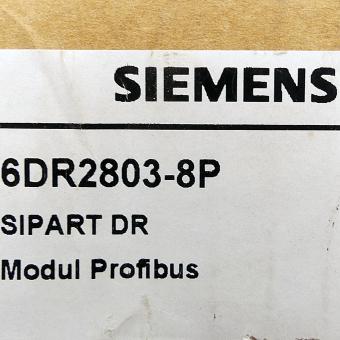 SIEMENS
6DR2803-8P
SIPART DR
Modul Profibus